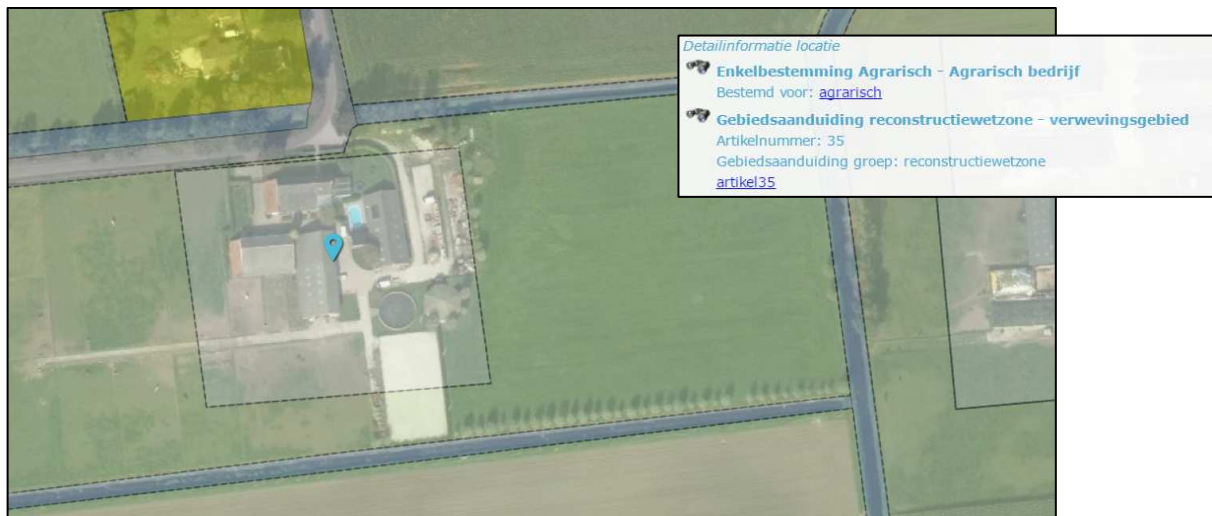 Detailinformatie locatie
Enkelbestemming Agrarisch - Agrarisch bedrijf
Bestemd voor: agrarisch
Gebiedsaanduiding reconstructiewetzone - verwevingsgebied
Artikelnummer: 35
Gebiedsaanduiding groep: reconstructiewetzone
artikel35